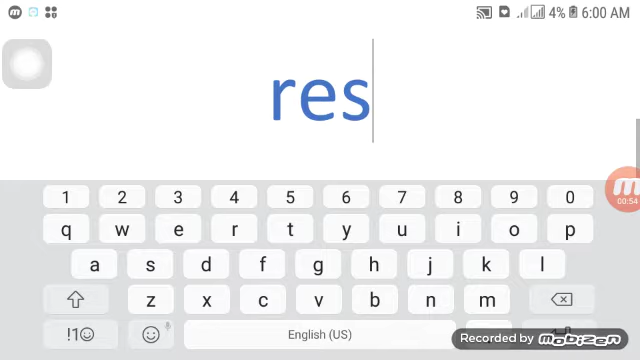 4% 6:00 AM
res
00:54
1 2 3 4 5 6 7 8 9 0
q w e r t y u i o p
a s d f g h j k l
z x c v b n m
!1☺ English (US)
Recorded by mobizen